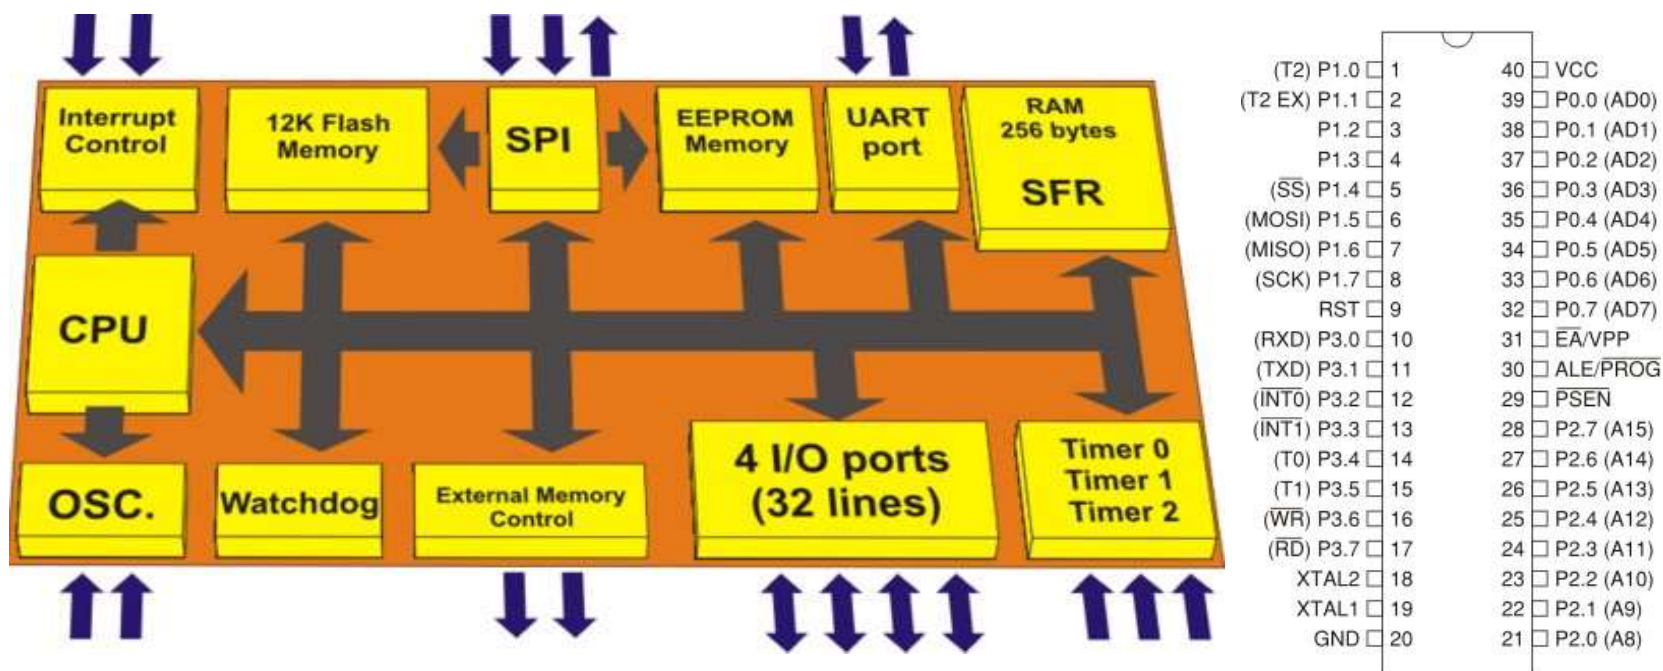 Interrupt
Control
12K Flash
Memory
SPI
EEPROM
Memory
UART
port
RAM
256 bytes
SFR
CPU
OSC.
Watchdog
External Memory
Control
4 I/O ports
(32 lines)
Timer 0
Timer 1
Timer 2
(T2) P1.0 1 40 VCC
(T2 EX) P1.1 2 39 P0.0 (AD0)
P1.2 3 38 P0.1 (AD1)
P1.3 4 37 P0.2 (AD2)
(S̅S̅) P1.4 5 36 P0.3 (AD3)
(MOSI) P1.5 6 35 P0.4 (AD4)
(MISO) P1.6 7 34 P0.5 (AD5)
(SCK) P1.7 8 33 P0.6 (AD6)
RST 9 32 P0.7 (AD7)
(RXD) P3.0 10 31 E̅A̅/VPP
(TXD) P3.1 11 30 ALE/P̅R̅O̅G̅
(I̅N̅T̅0̅) P3.2 12 29 P̅S̅E̅N̅
(I̅N̅T̅1̅) P3.3 13 28 P2.7 (A15)
(T0) P3.4 14 27 P2.6 (A14)
(T1) P3.5 15 26 P2.5 (A13)
(W̅R̅) P3.6 16 25 P2.4 (A12)
(R̅D̅) P3.7 17 24 P2.3 (A11)
XTAL2 18 23 P2.2 (A10)
XTAL1 19 22 P2.1 (A9)
GND 20 21 P2.0 (A8)